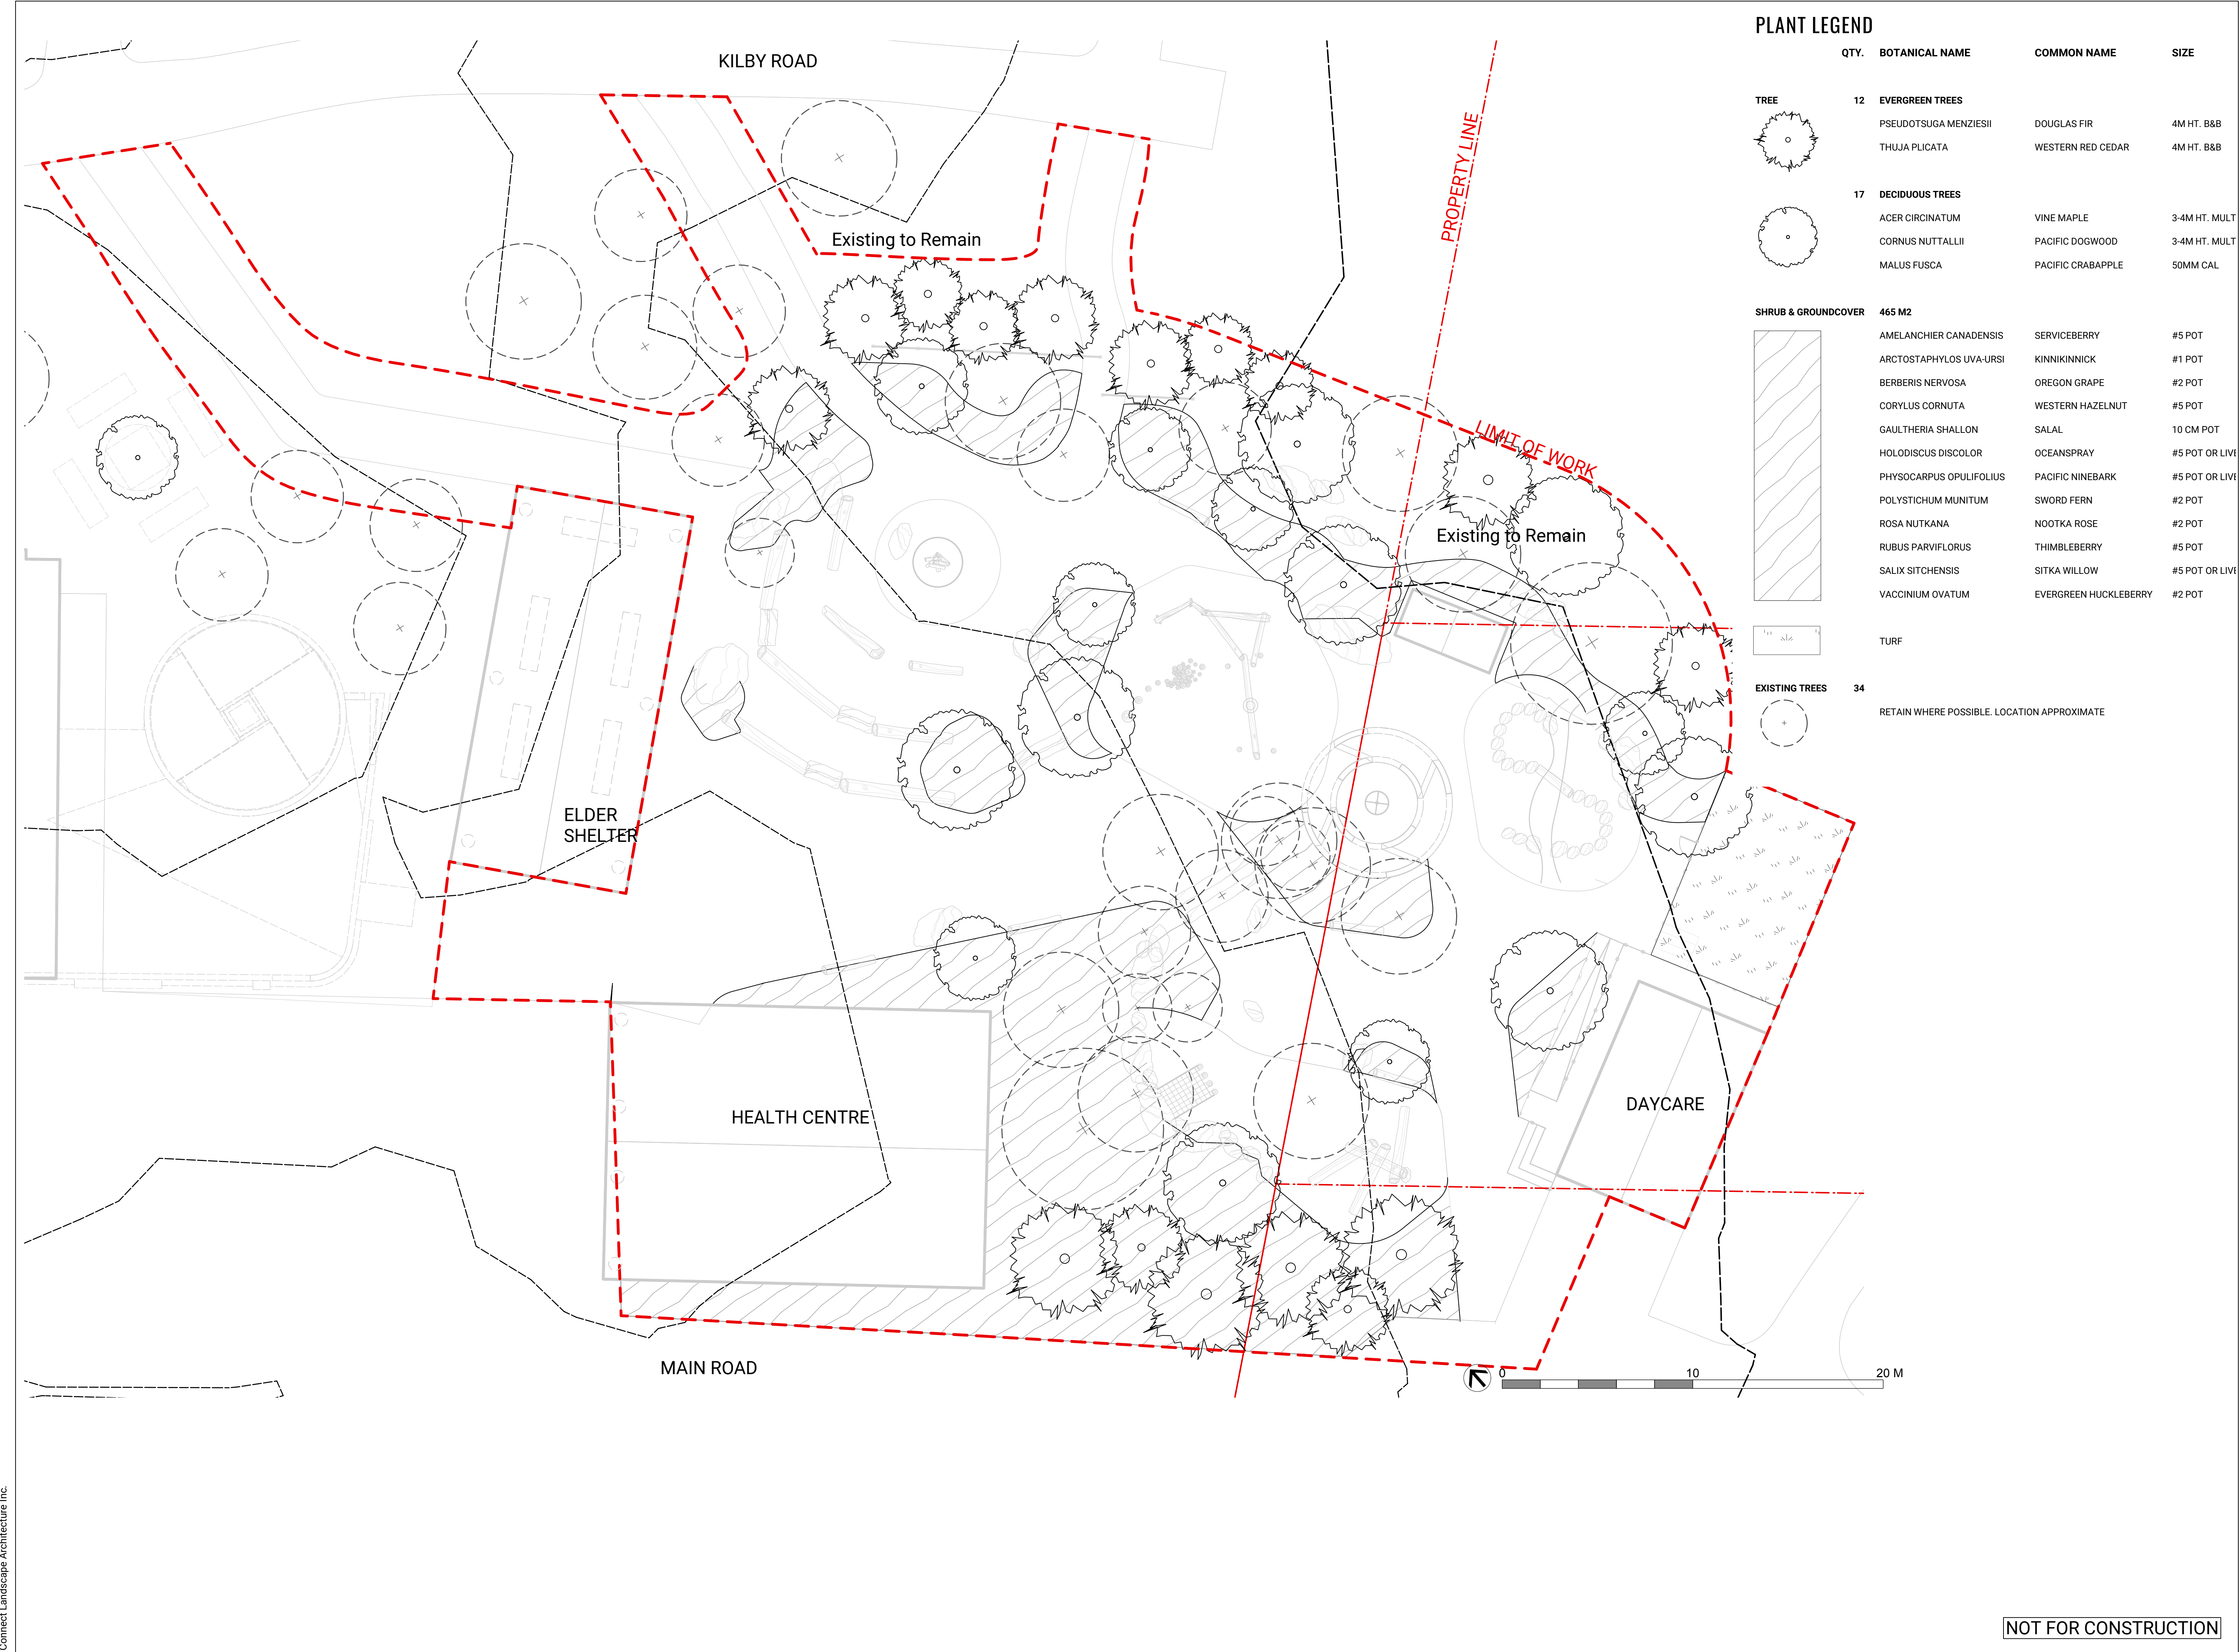 PLANT LEGEND
QTY. BOTANICAL NAME COMMON NAME SIZE
TREE 12 EVERGREEN TREES
PSEUDOTSUGA MENZIESII DOUGLAS FIR 4M HT. B&B
THUJA PLICATA WESTERN RED CEDAR 4M HT. B&B
17 DECIDUOUS TREES
ACER CIRCINATUM VINE MAPLE 3-4M HT. MULT
CORNUS NUTTALLII PACIFIC DOGWOOD 3-4M HT. MULT
MALUS FUSCA PACIFIC CRABAPPLE 50MM CAL
SHRUB & GROUNDCOVER 465 M2
AMELANCHIER CANADENSIS SERVICEBERRY #5 POT
ARCTOSTAPHYLOS UVA-URSI KINNIKINNICK #1 POT
BERBERIS NERVOSA OREGON GRAPE #2 POT
CORYLUS CORNUTA WESTERN HAZELNUT #5 POT
GAULTHERIA SHALLON SALAL 10 CM POT
HOLODISCUS DISCOLOR OCEANSPRAY #5 POT OR LIVE
PHYSOCARPUS OPULIFOLIUS PACIFIC NINEBARK #5 POT OR LIVE
POLYSTICHUM MUNITUM SWORD FERN #2 POT
ROSA NUTKANA NOOTKA ROSE #2 POT
RUBUS PARVIFLORUS THIMBLEBERRY #5 POT
SALIX SITCHENSIS SITKA WILLOW #5 POT OR LIVE
VACCINIUM OVATUM EVERGREEN HUCKLEBERRY #2 POT
TURF
EXISTING TREES 34
RETAIN WHERE POSSIBLE. LOCATION APPROXIMATE
KILBY ROAD
PROPERTY LINE
Existing to Remain
LIMIT OF WORK
Existing to Remain
ELDER
SHELTER
HEALTH CENTRE
DAYCARE
MAIN ROAD
0 10 20 M
Connect Landscape Architecture Inc.
NOT FOR CONSTRUCTION